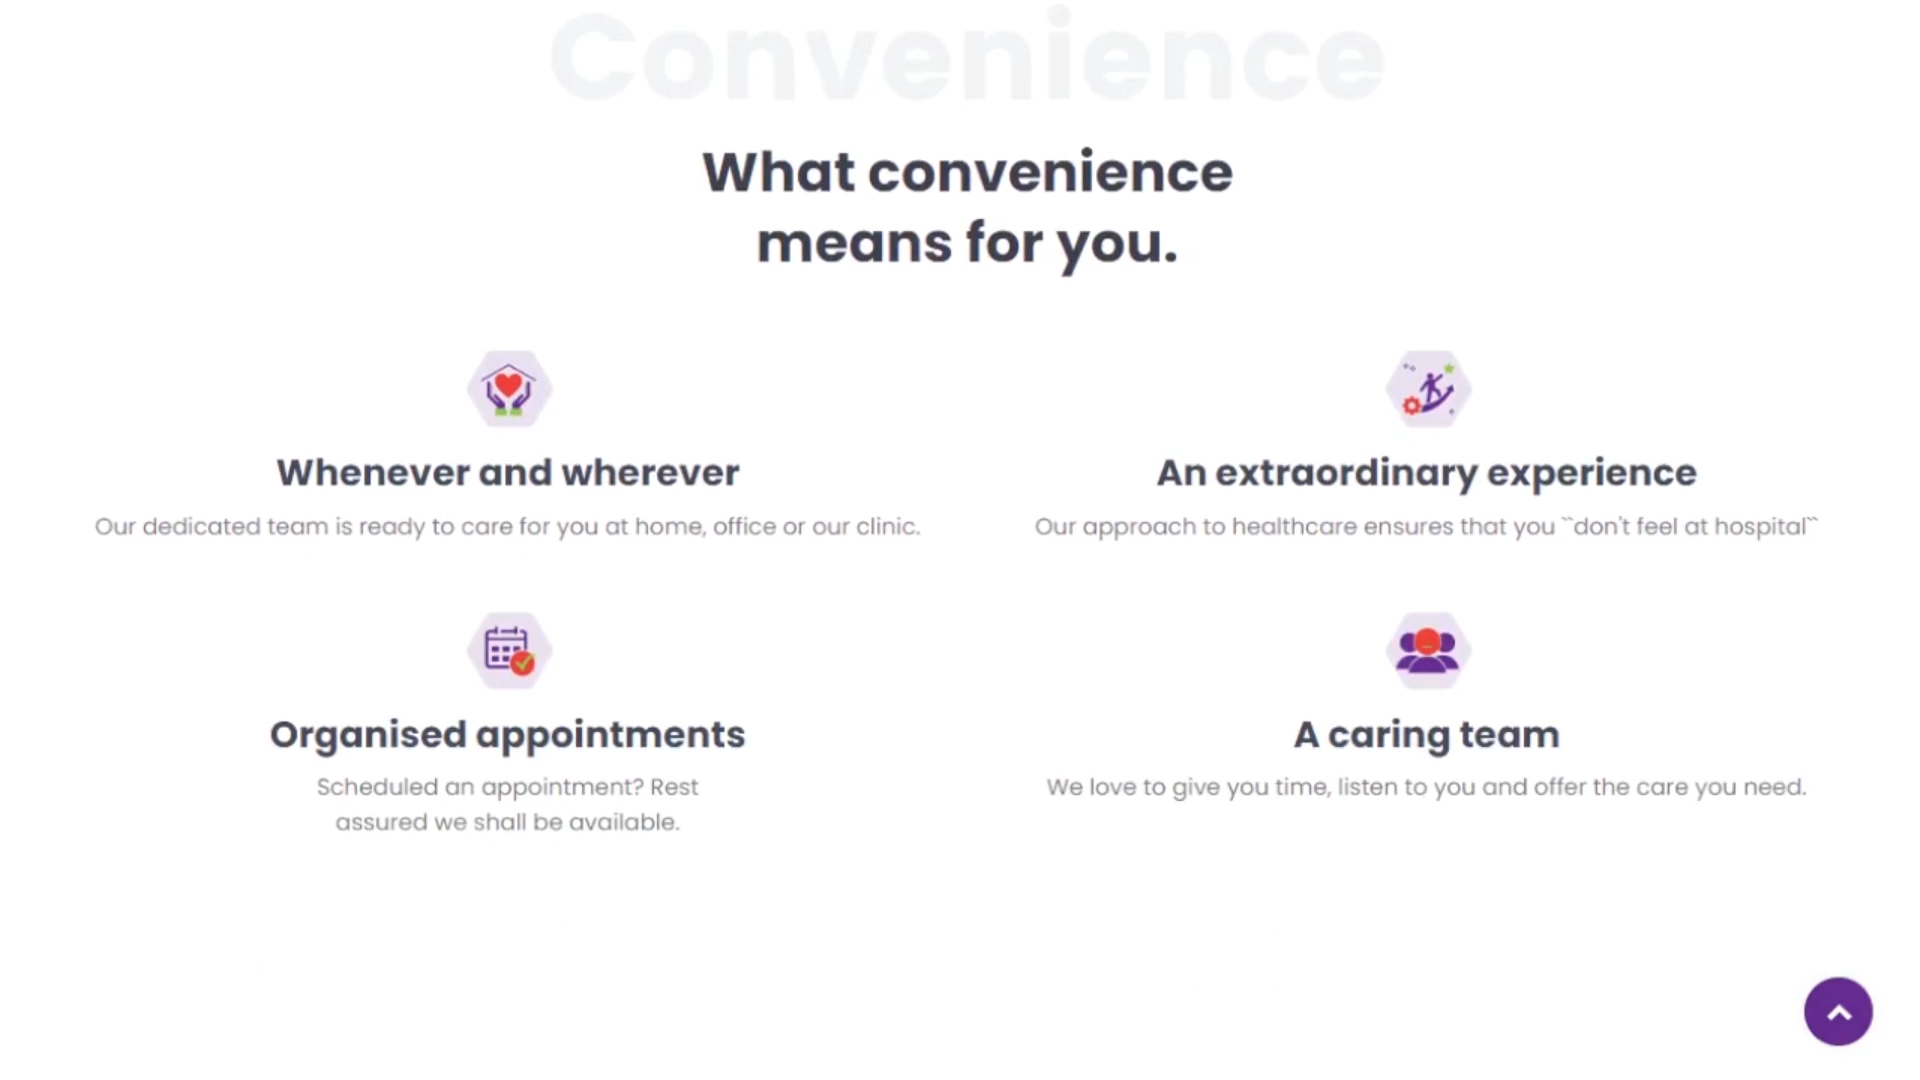 Convenience
What convenience
means for you.
Whenever and wherever
Our dedicated team is ready to care for you at home, office or our clinic.
An extraordinary experience
Our approach to healthcare ensures that you ``don't feel at hospital``
Organised appointments
Scheduled an appointment? Rest
assured we shall be available.
A caring team
We love to give you time, listen to you and offer the care you need.